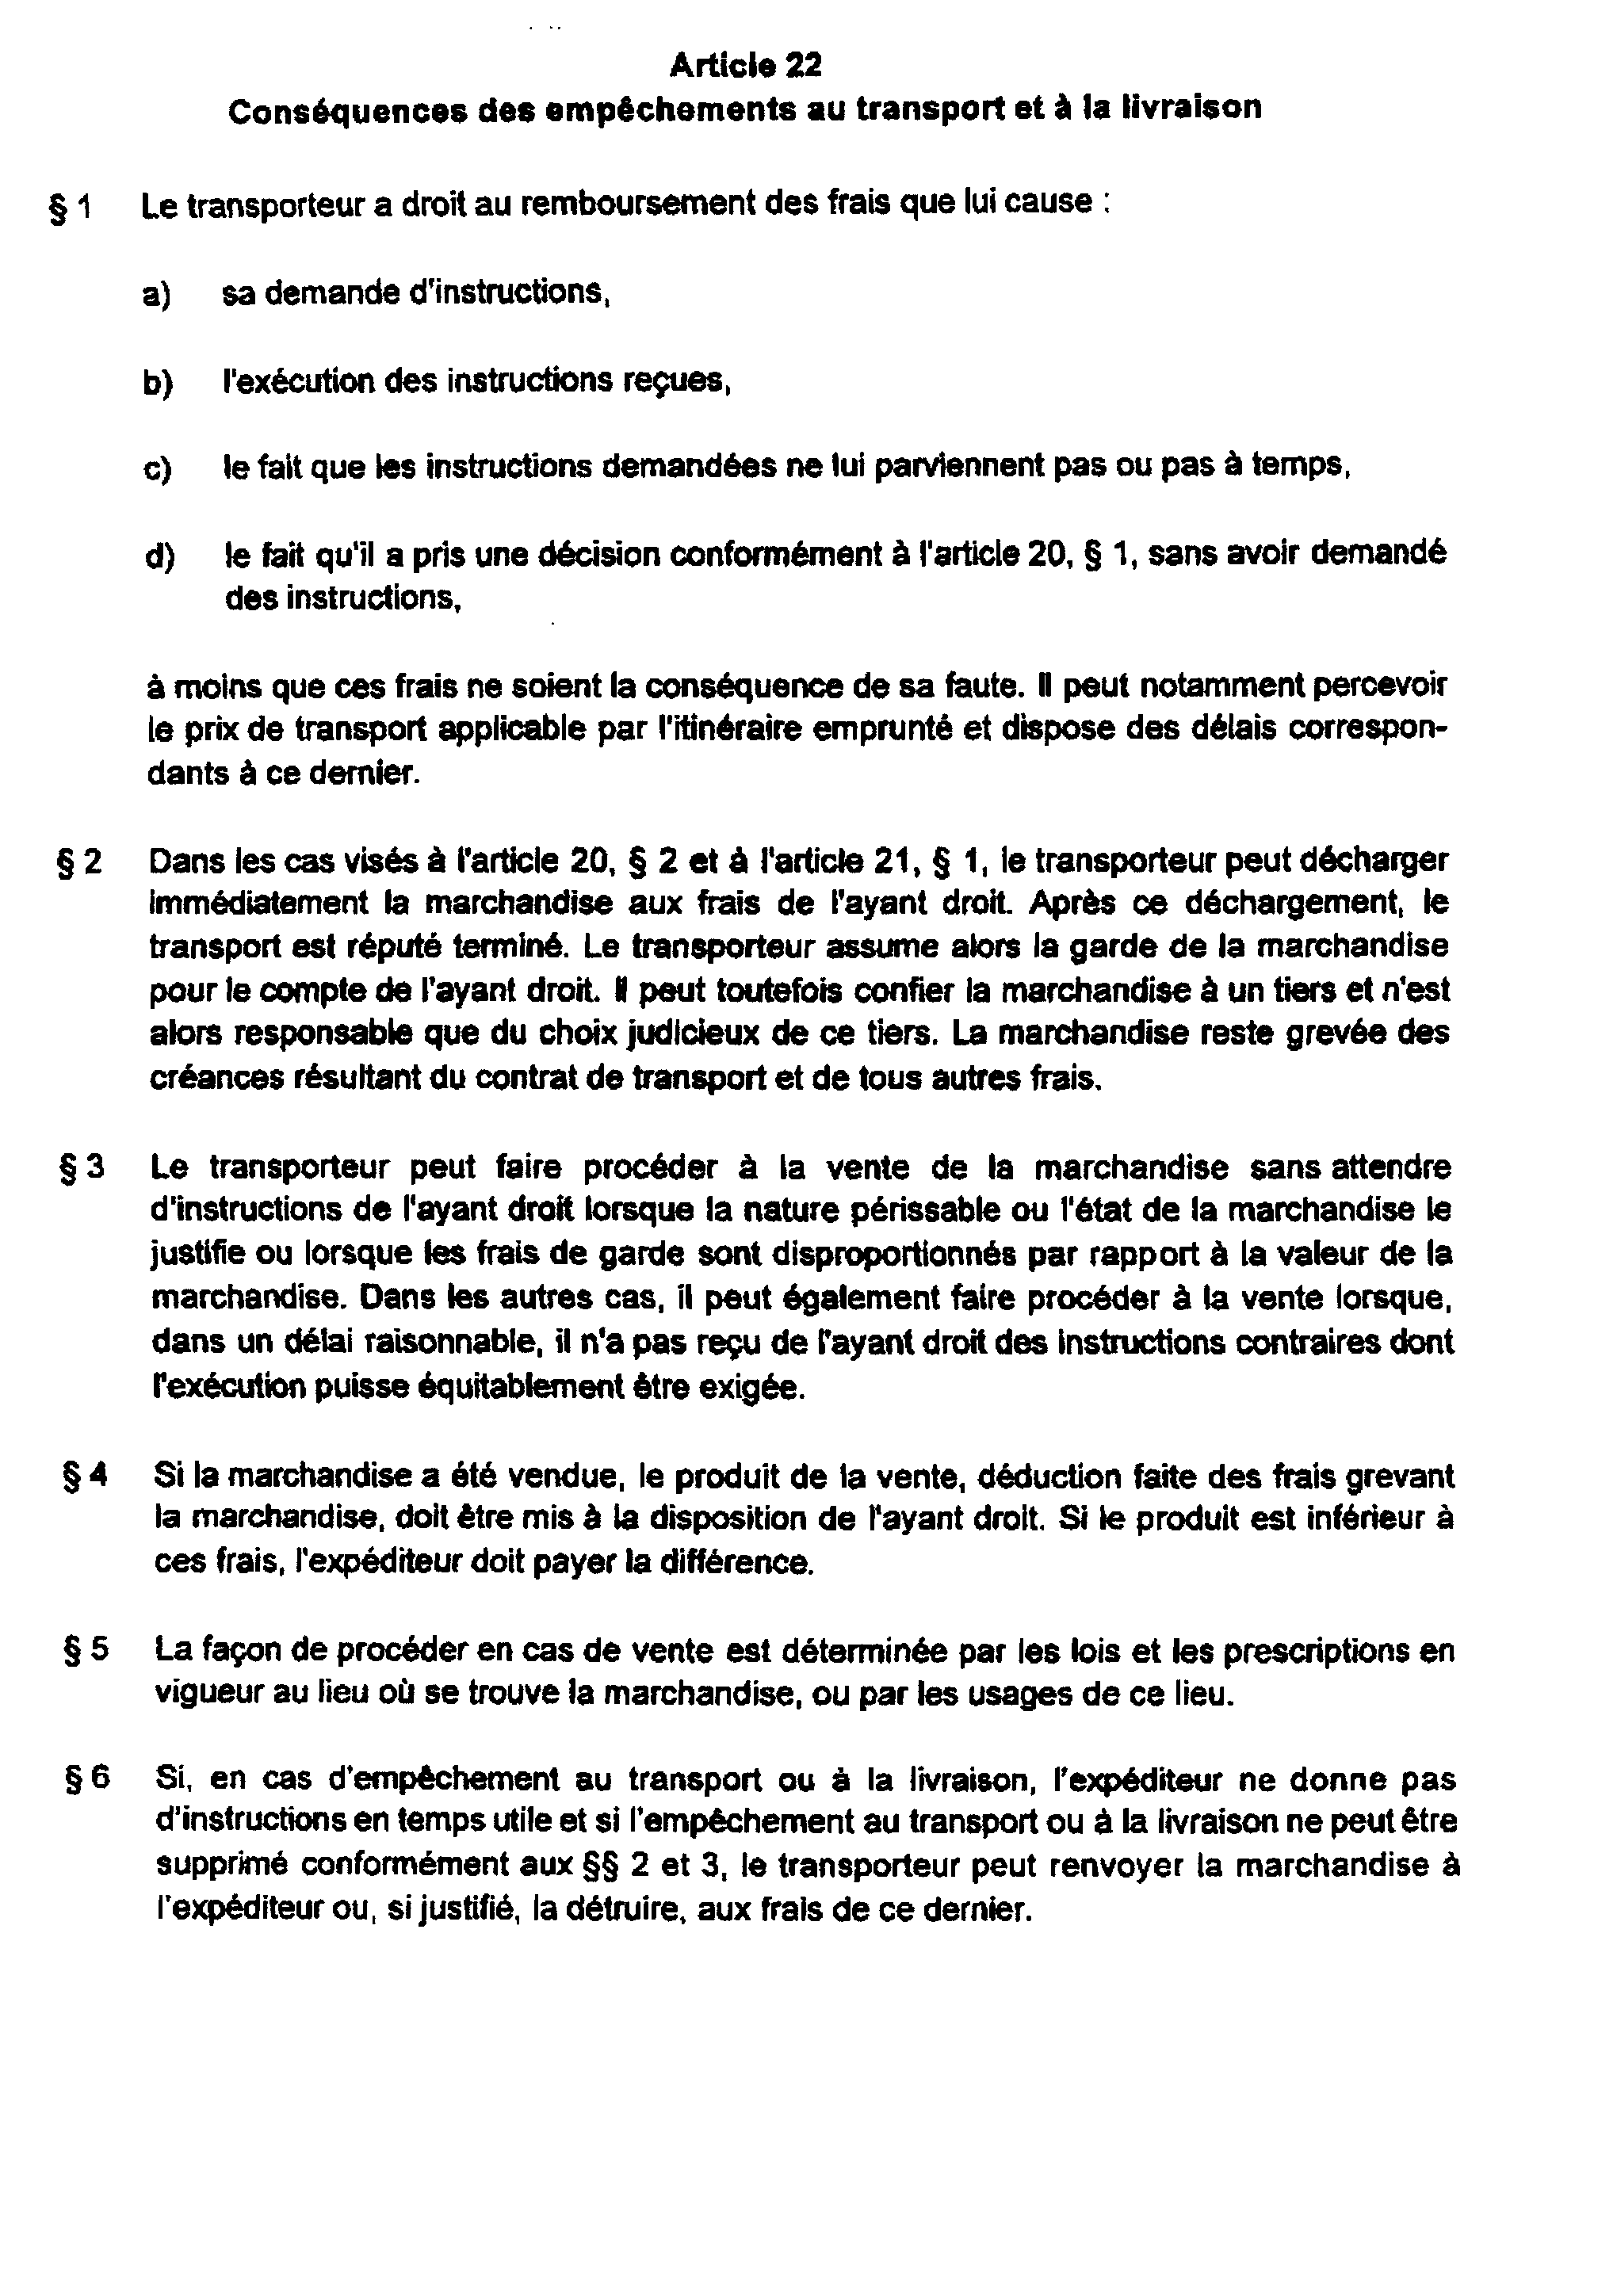 Article 22
Conséquences des empêchements au transport et à la livraison
§ 1 Le transporteur a droit au remboursement des frais que lui cause :
a) sa demande d'instructions,
b) l'exécution des instructions reçues,
c) le fait que les instructions demandées ne lui parviennent pas ou pas à temps,
d) le fait qu'il a pris une décision conformément à l'article 20, § 1, sans avoir demandé
des instructions,
à moins que ces frais ne soient la conséquence de sa faute. Il peut notamment percevoir
le prix de transport applicable par l'itinéraire emprunté et dispose des délais correspon-
dants à ce dernier.
§ 2 Dans les cas visés à l'article 20, § 2 et à l'article 21, § 1, le transporteur peut décharger
immédiatement la marchandise aux frais de l'ayant droit. Après ce déchargement, le
transport est réputé terminé. Le transporteur assume alors la garde de la marchandise
pour le compte de l'ayant droit. Il peut toutefois confier la marchandise à un tiers et n'est
alors responsable que du choix judicieux de ce tiers. La marchandise reste grevée des
créances résultant du contrat de transport et de tous autres frais.
§ 3 Le transporteur peut faire procéder à la vente de la marchandise sans attendre
d'instructions de l'ayant droit lorsque la nature périssable ou l'état de la marchandise le
justifie ou lorsque les frais de garde sont disproportionnés par rapport à la valeur de la
marchandise. Dans les autres cas, il peut également faire procéder à la vente lorsque,
dans un délai raisonnable, il n'a pas reçu de l'ayant droit des instructions contraires dont
l'exécution puisse équitablement être exigée.
§ 4 Si la marchandise a été vendue, le produit de la vente, déduction faite des frais grevant
la marchandise, doit être mis à la disposition de l'ayant droit. Si le produit est inférieur à
ces frais, l'expéditeur doit payer la différence.
§ 5 La façon de procéder en cas de vente est déterminée par les lois et les prescriptions en
vigueur au lieu où se trouve la marchandise, ou par les usages de ce lieu.
§ 6 Si, en cas d'empêchement au transport ou à la livraison, l'expéditeur ne donne pas
d'instructions en temps utile et si l'empêchement au transport ou à la livraison ne peut être
supprimé conformément aux §§ 2 et 3, le transporteur peut renvoyer la marchandise à
l'expéditeur ou, si justifié, la détruire, aux frais de ce dernier.